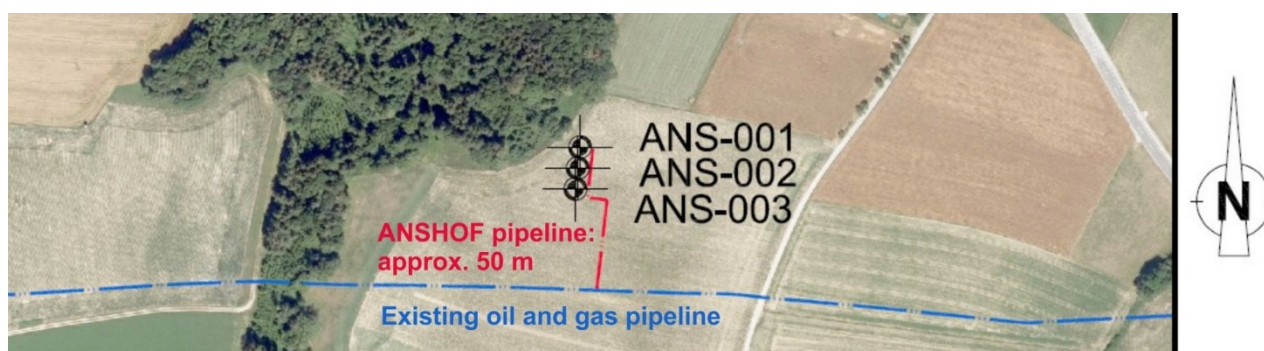 ANS-001
ANS-002
ANS-003
ANSHOF pipeline:
approx. 50 m
Existing oil and gas pipeline
N